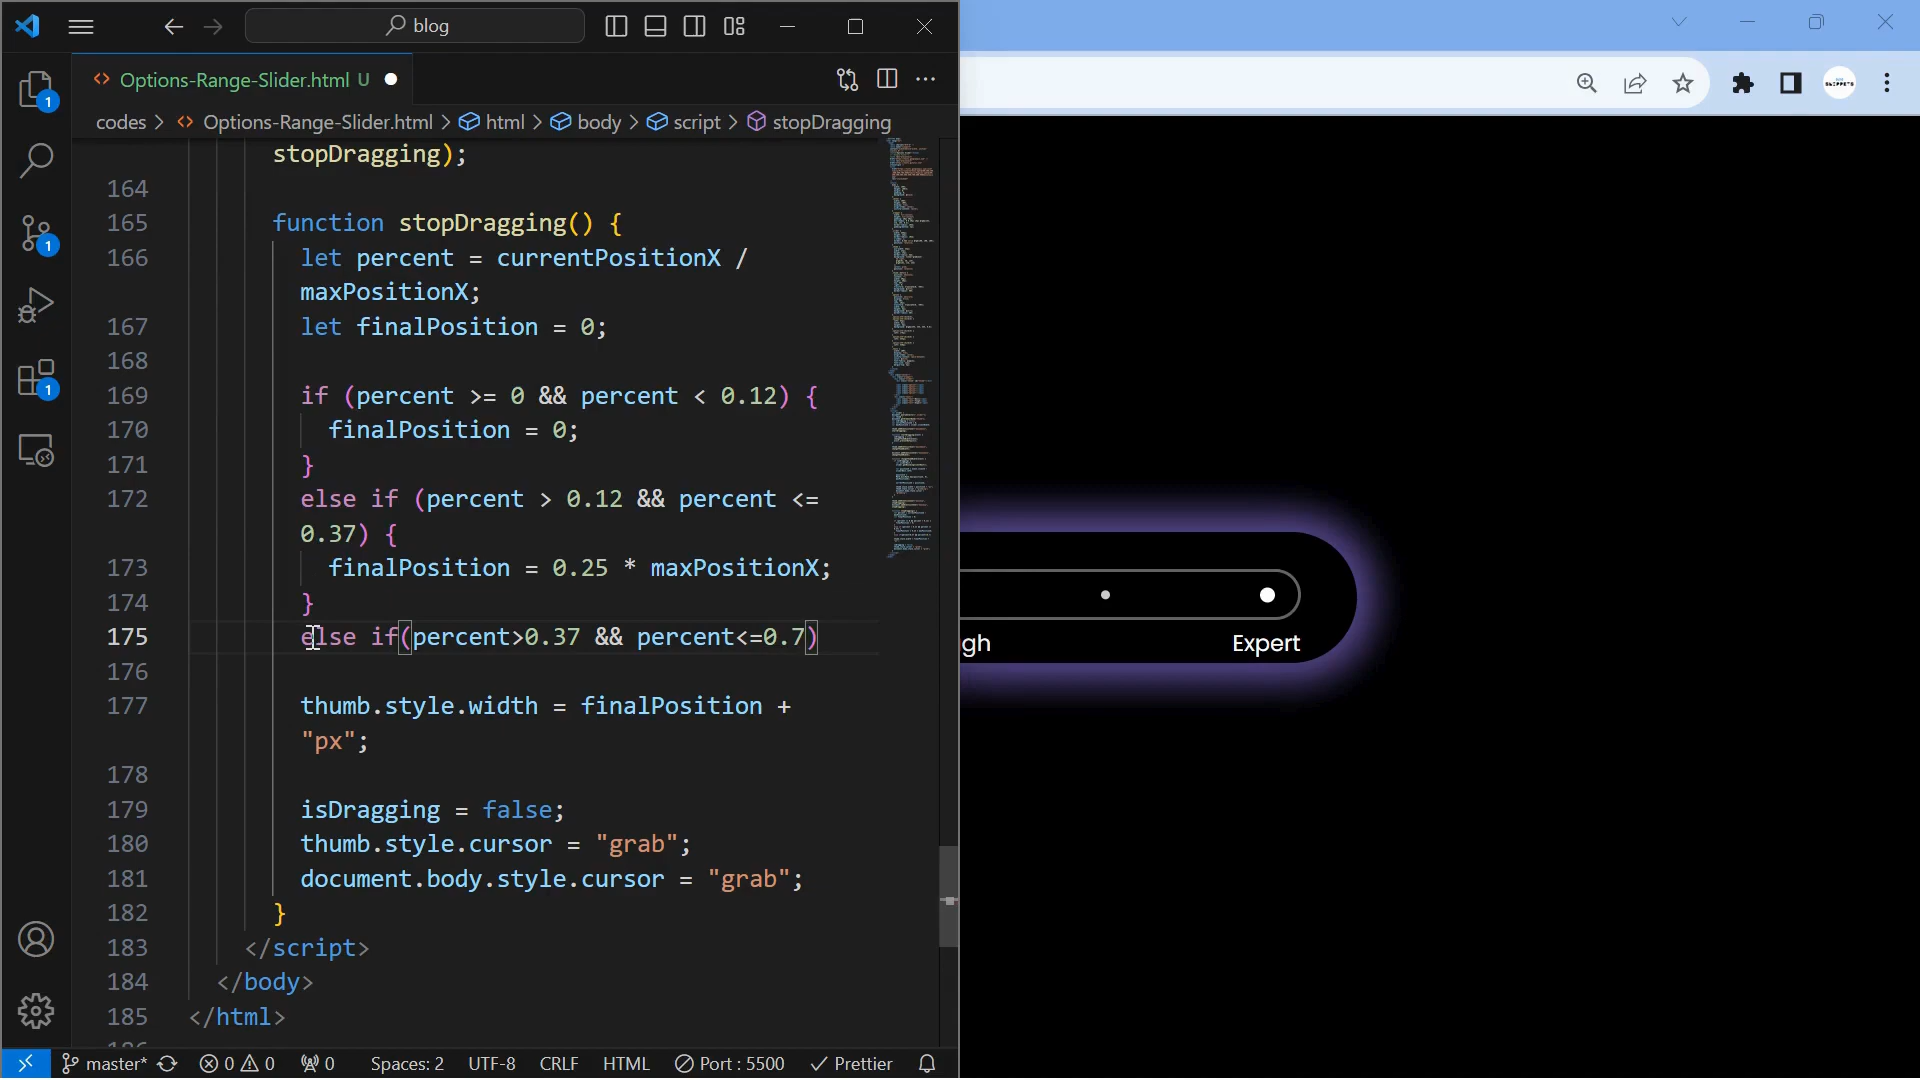 blog
Options-Range-Slider.html U
codes > Options-Range-Slider.html > html > body > script > stopDragging
stopDragging);
164
165 function stopDragging() {
166 let percent = currentPositionX /
maxPositionX;
167 let finalPosition = 0;
168
169 if (percent >= 0 && percent < 0.12) {
170 finalPosition = 0;
171 }
172 else if (percent > 0.12 && percent <=
0.37) {
173 finalPosition = 0.25 * maxPositionX;
174 }
175 else if(percent>0.37 && percent<=0.7)
176
177 thumb.style.width = finalPosition +
"px";
178
179 isDragging = false;
180 thumb.style.cursor = "grab";
181 document.body.style.cursor = "grab";
182 }
183 </script>
184 </body>
185 </html>
1
1
1
gh
Expert
master* 0 0 0 Spaces: 2 UTF-8 CRLF HTML Port : 5500 Prettier